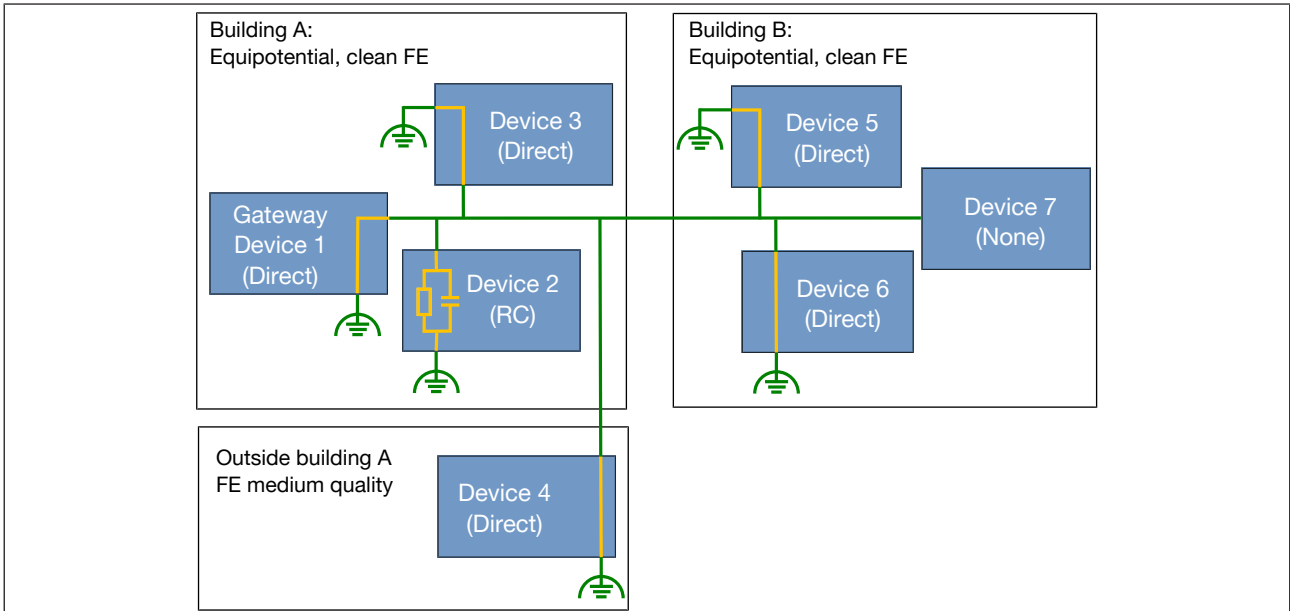 Building A:
Equipotential, clean FE
Device 3
(Direct)
Gateway
Device 1
(Direct)
Device 2
(RC)
Building B:
Equipotential, clean FE
Device 5
(Direct)
Device 7
(None)
Device 6
(Direct)
Outside building A
FE medium quality
Device 4
(Direct)